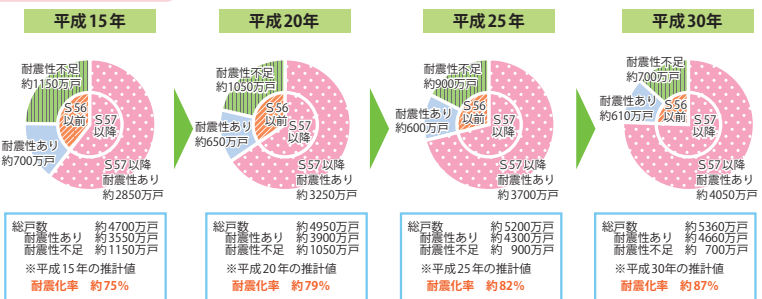 平成15年
耐震性不足
約1150万戸
S56
以前
S57
以降
耐震性あり
約700万戸
S57以降
耐震性あり
約2850万戸
総戸数 約4700万戸
耐震性あり 約3550万戸
耐震性不足 約1150万戸
※平成15年の推計値
耐震化率 約75%
平成20年
耐震性不足
約1050万戸
S56
以前
S57
以降
耐震性あり
約650万戸
S57以降
耐震性あり
約3250万戸
総戸数 約4950万戸
耐震性あり 約3900万戸
耐震性不足 約1050万戸
※平成20年の推計値
耐震化率 約79%
平成25年
耐震性不足
約900万戸
S56
以前
S57
以降
耐震性あり
約600万戸
S57以降
耐震性あり
約3700万戸
総戸数 約5200万戸
耐震性あり 約4300万戸
耐震性不足 約 900万戸
※平成25年の推計値
耐震化率 約82%
平成30年
耐震性不足
約700万戸
S56
以前
S57
以降
耐震性あり
約610万戸
S57以降
耐震性あり
約4050万戸
総戸数 約5360万戸
耐震性あり 約4660万戸
耐震性不足 約 700万戸
※平成30年の推計値
耐震化率 約87%